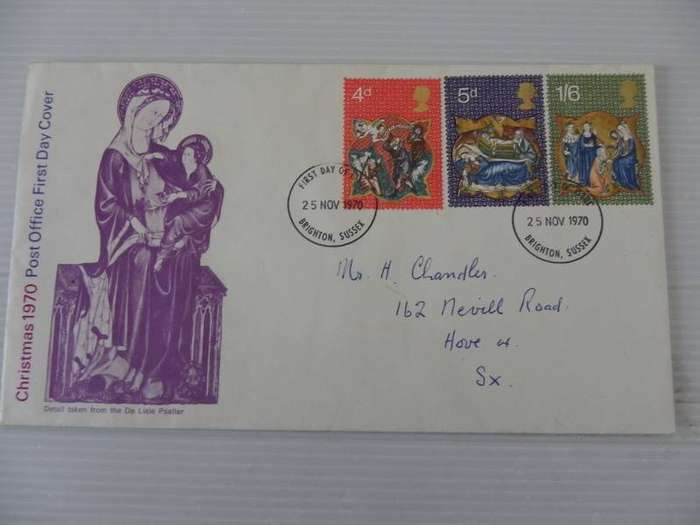 Christmas 1970 Post Office First Day Cover
4d
5d
1/6
FIRST DAY OF
25 NOV 1970
BRIGHTON, SUSSEX
25 NOV 1970
BRIGHTON, SUSSEX
Mr. H. Chandler.
162 Nevill Road.
Hove 4.
Sx.
Detail taken from the De Lisle Psalter